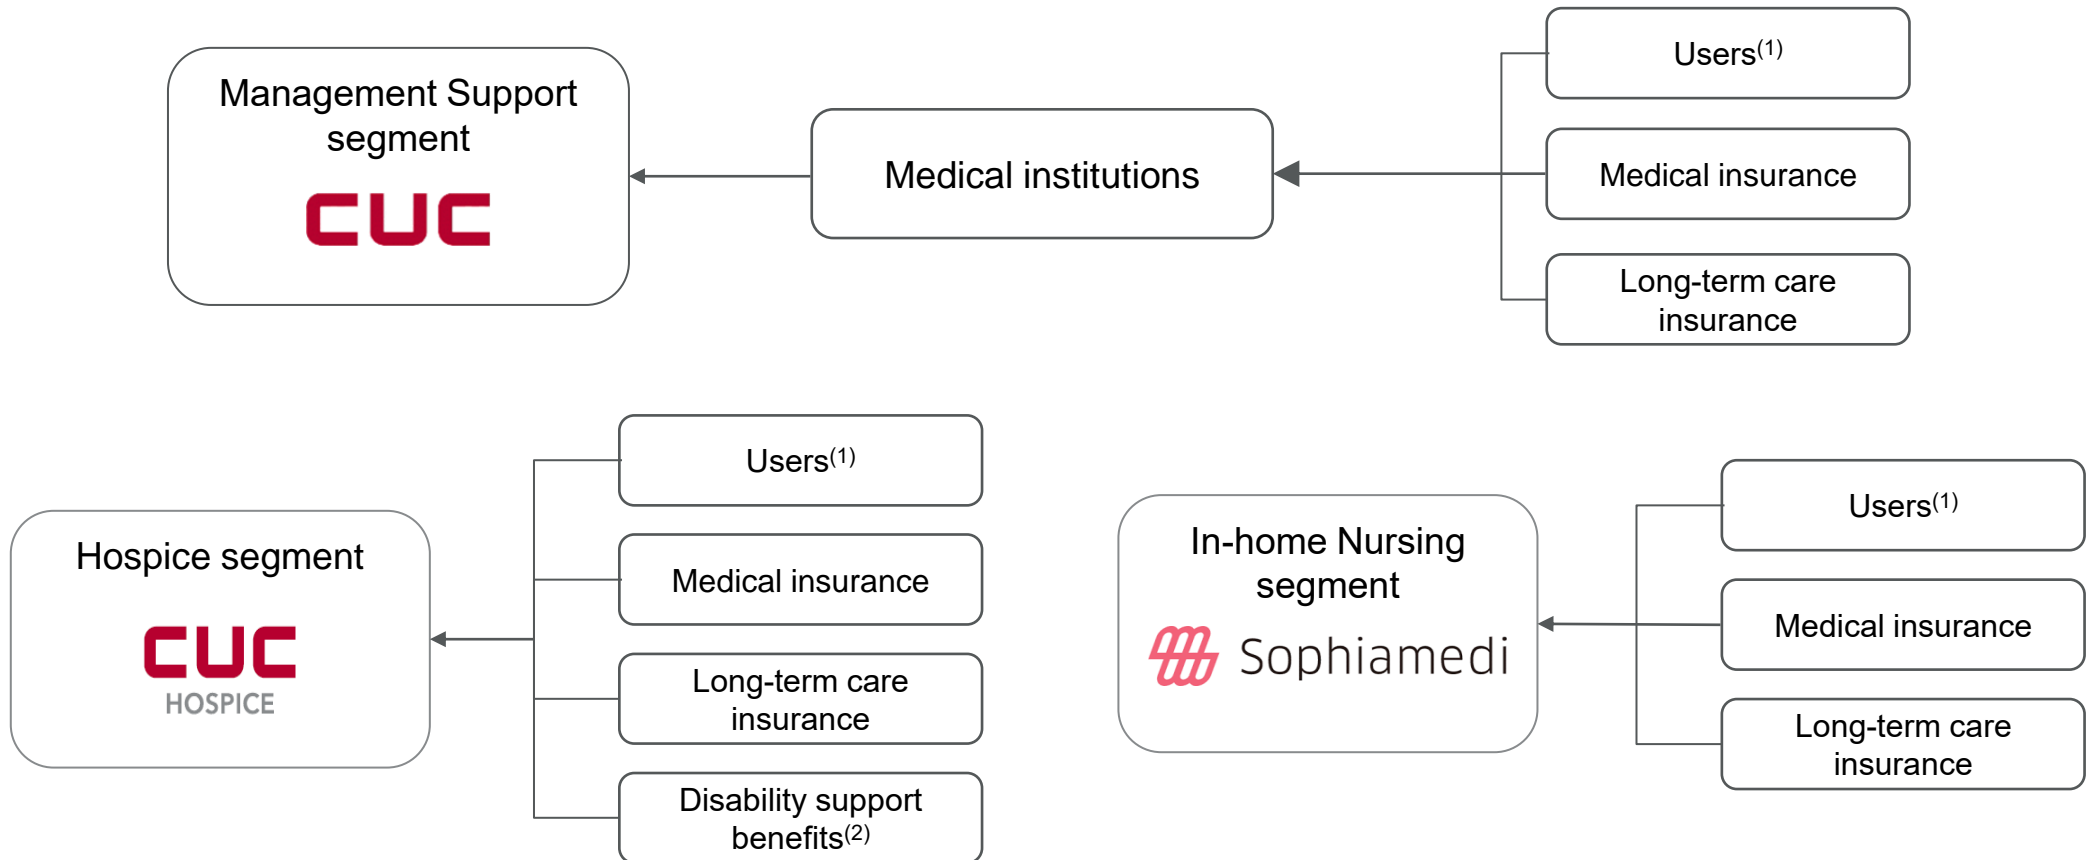 Management Support
segment
CUC
Medical institutions
Users(1)
Medical insurance
Long-term care
insurance
Hospice segment
CUC
HOSPICE
Users(1)
Medical insurance
Long-term care
insurance
Disability support
benefits(2)
In-home Nursing
segment
Sophiamedi
Users(1)
Medical insurance
Long-term care
insurance